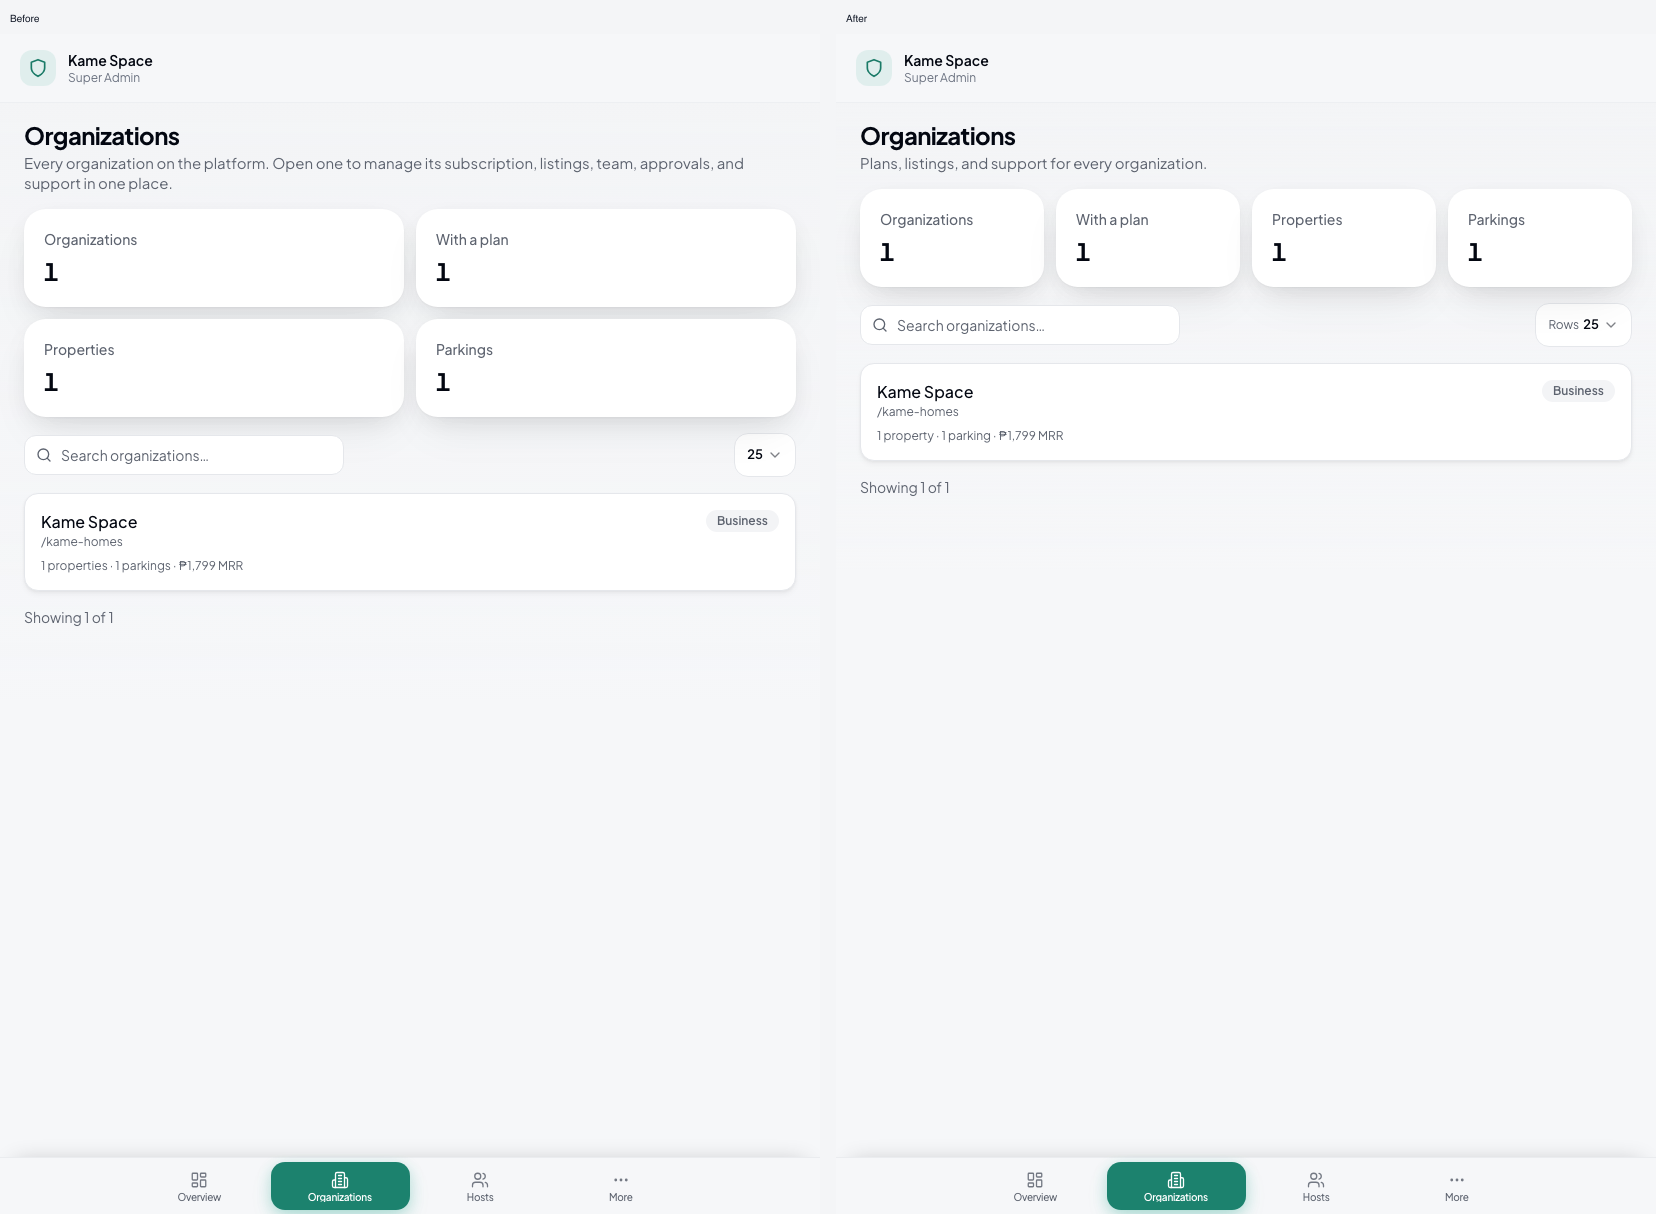 Before
Kame Space
Super Admin
Organizations
Every organization on the platform. Open one to manage its subscription, listings, team, approvals, and
support in one place.
Organizations
1
With a plan
1
Properties
1
Parkings
1
Search organizations…
25
Kame Space
Business
/kame-homes
1 properties · 1 parkings · ₱1,799 MRR
Showing 1 of 1
Overview
Organizations
Hosts
More
After
Kame Space
Super Admin
Organizations
Plans, listings, and support for every organization.
Organizations
1
With a plan
1
Properties
1
Parkings
1
Search organizations…
Rows 25
Kame Space
Business
/kame-homes
1 property · 1 parking · ₱1,799 MRR
Showing 1 of 1
Overview
Organizations
Hosts
More